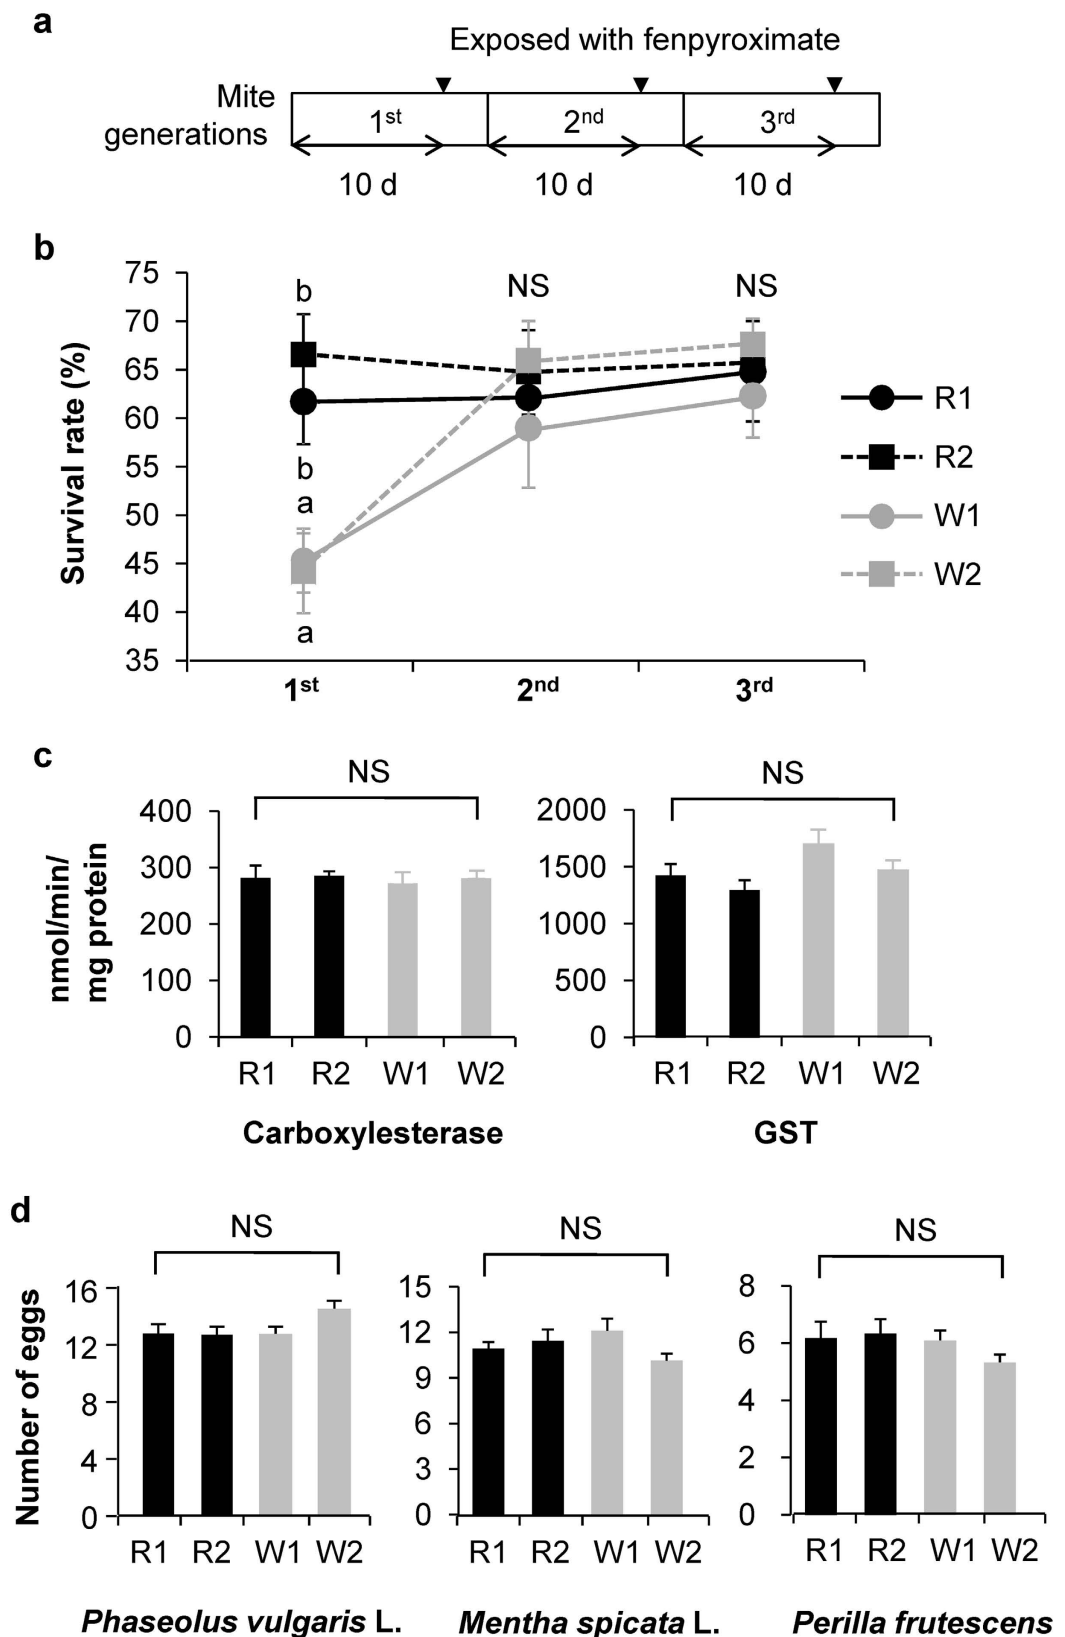 a
Exposed with fenpyroximate
Mite
generations
1st 2nd 3rd
10 d 10 d 10 d
b
Survival rate (%)
75
70
65
60
55
50
45
40
35
b
NS
NS
b
a
a
1st 2nd 3rd
R1
R2
W1
W2
c
nmol/min/
mg protein
NS
400
300
200
100
0
R1 R2 W1 W2
Carboxylesterase
NS
2000
1500
1000
500
0
R1 R2 W1 W2
GST
d
Number of eggs
NS
16
12
8
4
0
R1 R2 W1 W2
Phaseolus vulgaris L.
NS
15
12
9
6
3
0
R1 R2 W1 W2
Mentha spicata L.
NS
8
6
4
2
0
R1 R2 W1 W2
Perilla frutescens